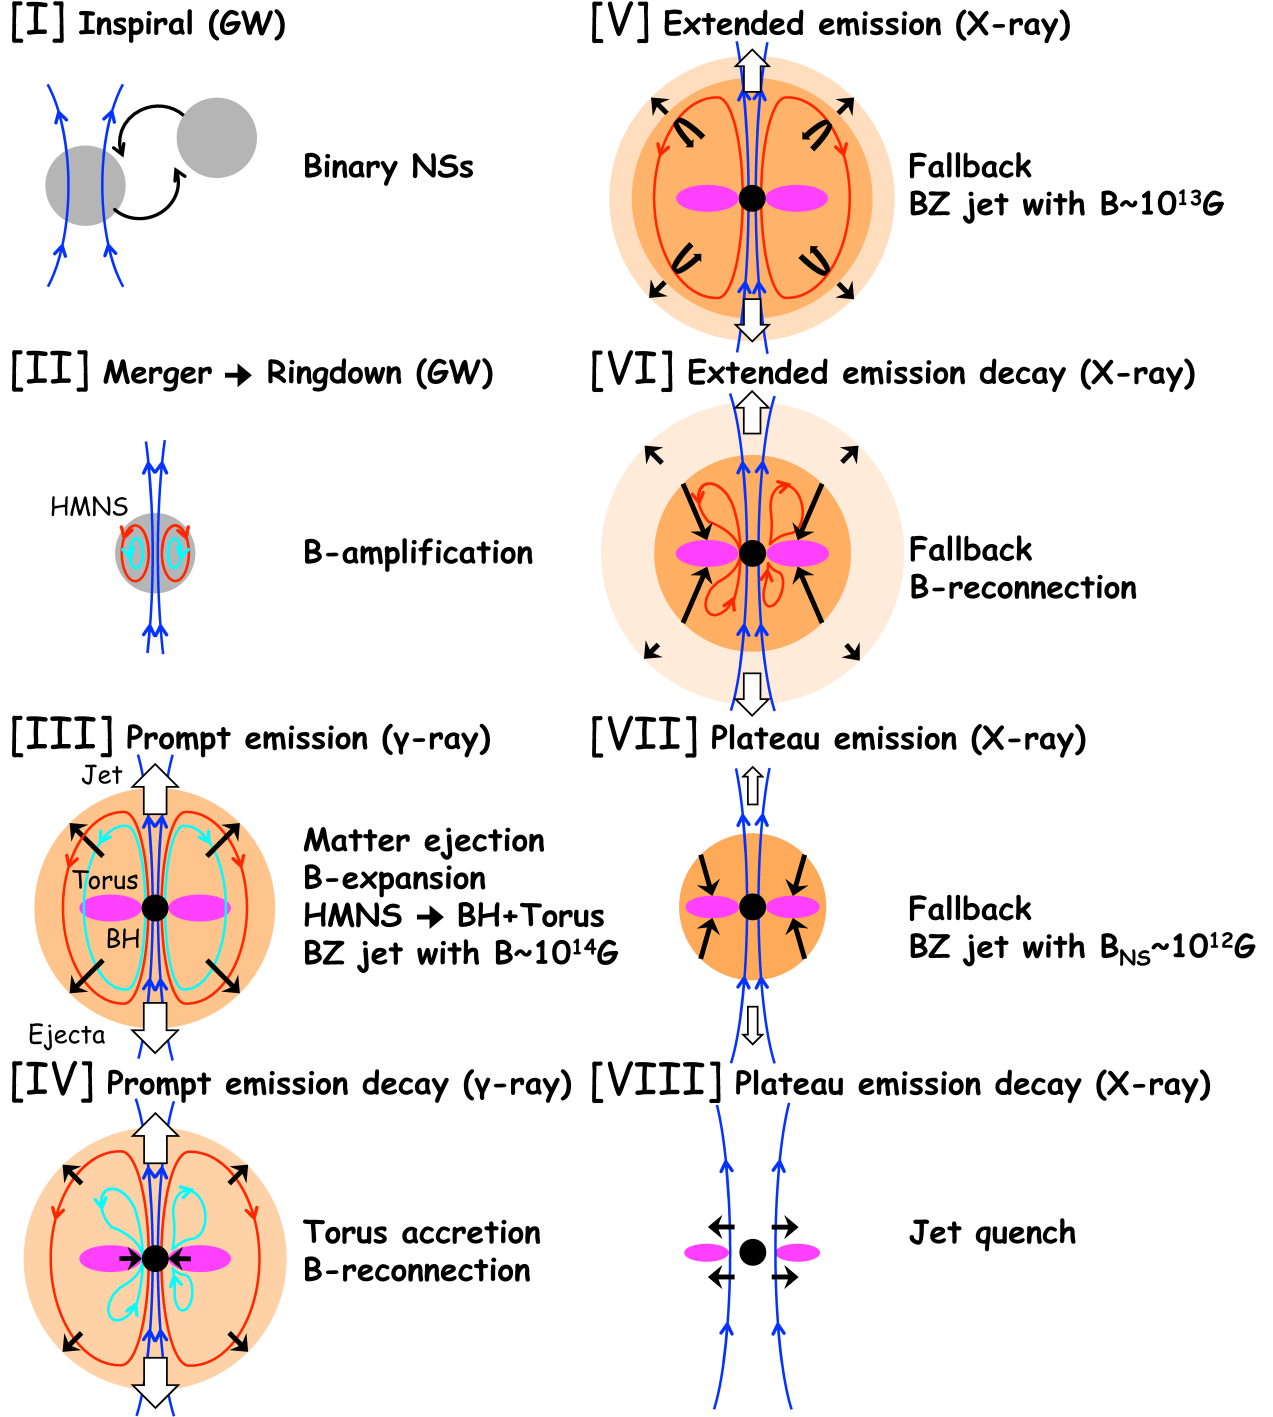 [I] Inspiral (GW)
Binary NSs
[II] Merger → Ringdown (GW)
HMNS
B-amplification
[III] Prompt emission (γ-ray)
Jet
Torus
BH
Ejecta
Matter ejection
B-expansion
HMNS → BH+Torus
BZ jet with B~10¹⁴G
[IV] Prompt emission decay (γ-ray)
Torus accretion
B-reconnection
[V] Extended emission (X-ray)
Fallback
BZ jet with B~10¹³G
[VI] Extended emission decay (X-ray)
Fallback
B-reconnection
[VII] Plateau emission (X-ray)
Fallback
BZ jet with B_NS~10¹²G
[VIII] Plateau emission decay (X-ray)
Jet quench